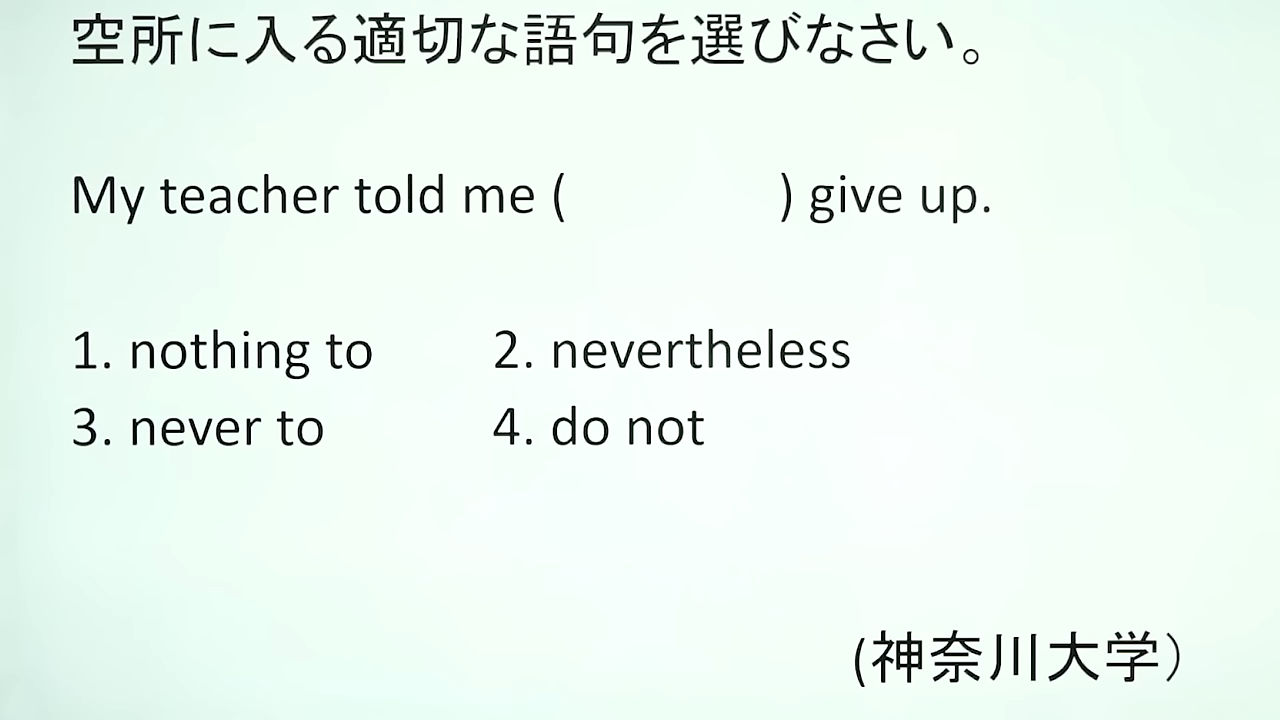 空所に入る適切な語句を選びなさい。
My teacher told me (　　　) give up.
1. nothing to　　2. nevertheless
3. never to　　4. do not
(神奈川大学）